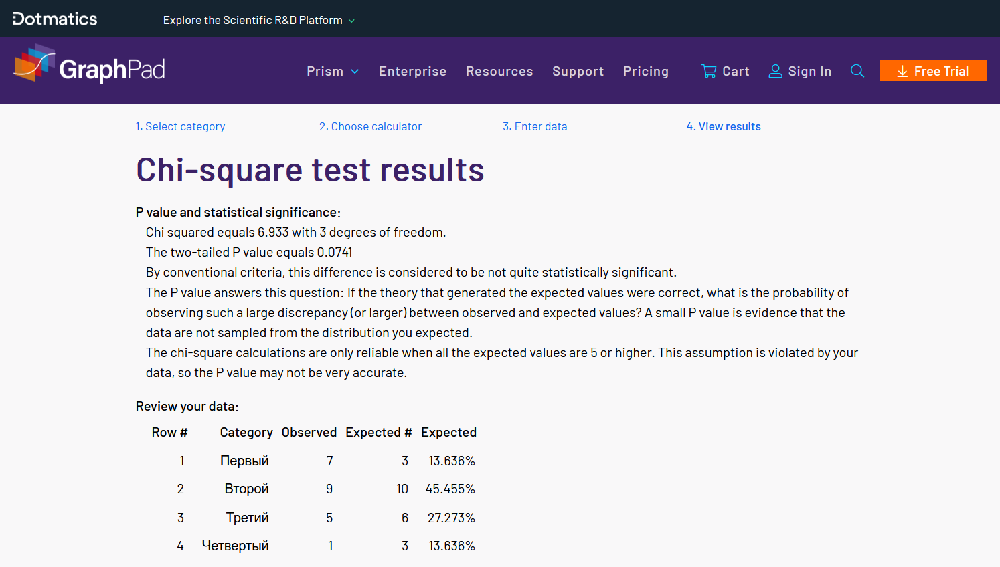 Dotmatics Explore the Scientific R&D Platform
GraphPad Prism Enterprise Resources Support Pricing Cart Sign In Free Trial
1. Select category 2. Choose calculator 3. Enter data 4. View results
Chi-square test results
P value and statistical significance:
Chi squared equals 6.933 with 3 degrees of freedom.
The two-tailed P value equals 0.0741
By conventional criteria, this difference is considered to be not quite statistically significant.
The P value answers this question: If the theory that generated the expected values were correct, what is the probability of
observing such a large discrepancy (or larger) between observed and expected values? A small P value is evidence that the
data are not sampled from the distribution you expected.
The chi-square calculations are only reliable when all the expected values are 5 or higher. This assumption is violated by your
data, so the P value may not be very accurate.
Review your data:
Row # Category Observed Expected # Expected
1 Первый 7 3 13.636%
2 Второй 9 10 45.455%
3 Третий 5 6 27.273%
4 Четвертый 1 3 13.636%